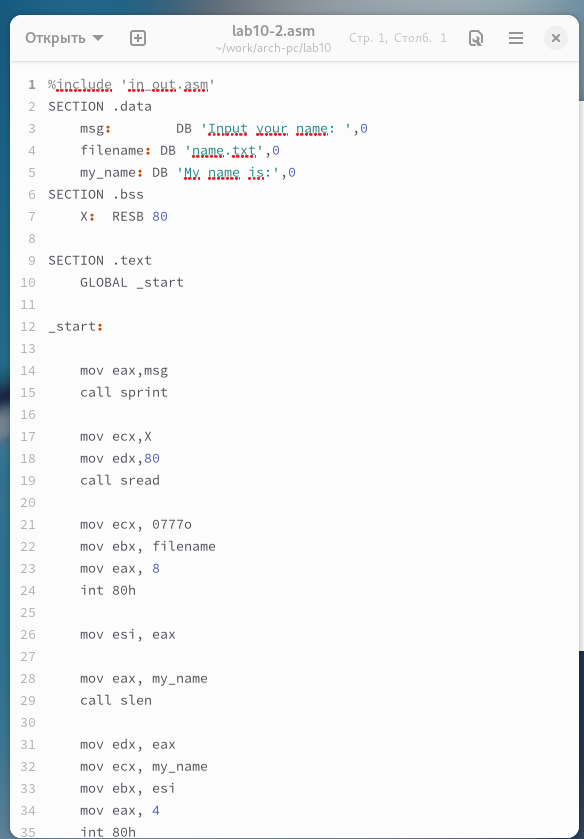 Открыть
lab10-2.asm
~/work/arch-pc/lab10
Стр. 1, Столб. 1
1 %include 'in_out.asm'
2 SECTION .data
3     msg:        DB 'Input your name: ',0
4     filename: DB 'name.txt',0
5     my_name: DB 'My name is:',0
6 SECTION .bss
7     X:  RESB 80
8
9 SECTION .text
10     GLOBAL _start
11
12 _start:
13
14     mov eax,msg
15     call sprint
16
17     mov ecx,X
18     mov edx,80
19     call sread
20
21     mov ecx, 0777o
22     mov ebx, filename
23     mov eax, 8
24     int 80h
25
26     mov esi, eax
27
28     mov eax, my_name
29     call slen
30
31     mov edx, eax
32     mov ecx, my_name
33     mov ebx, esi
34     mov eax, 4
35     int 80h